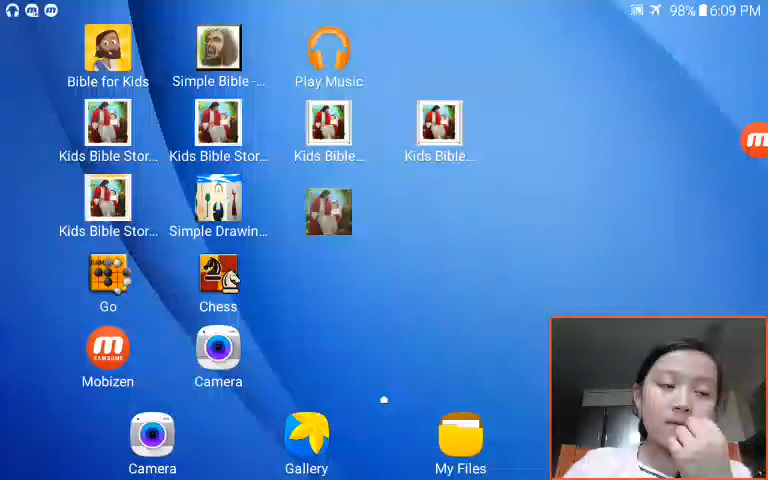 98% 6:09 PM
Bible for Kids
Simple Bible -...
Play Music
Kids Bible Stor...
Kids Bible Stor...
Kids Bible...
Kids Bible...
Kids Bible Stor...
Simple Drawin...
Go
Chess
m
SAMSUNG
Mobizen
Camera
m
Camera
Gallery
My Files